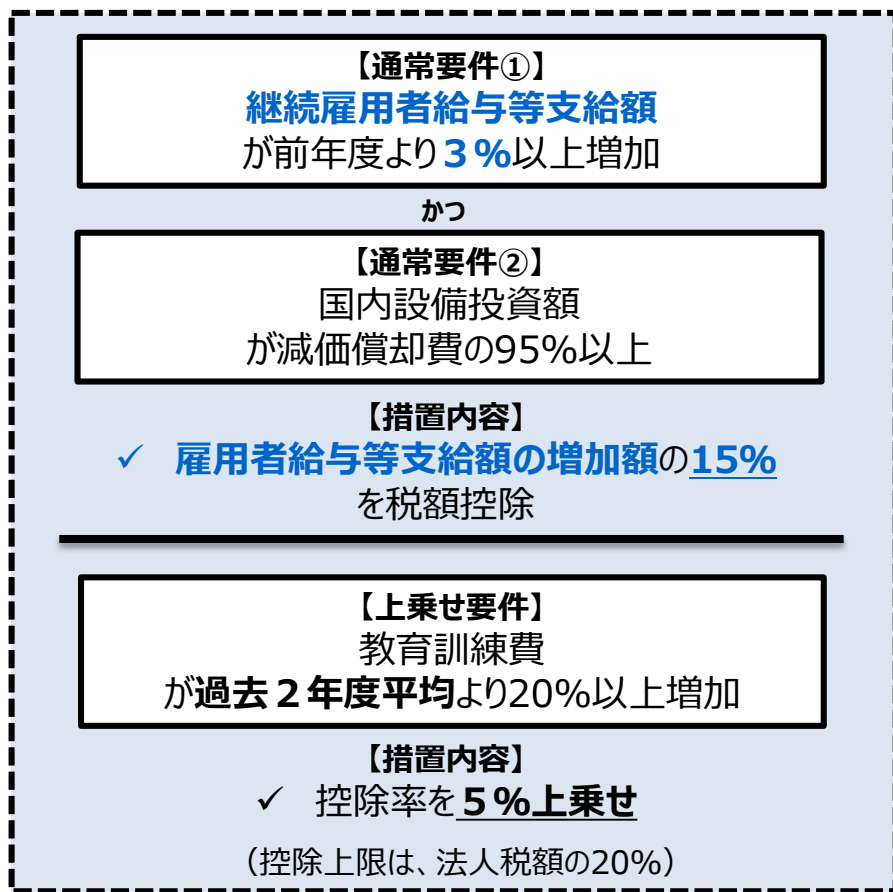 【通常要件①】
継続雇用者給与等支給額
が前年度より３％以上増加
かつ
【通常要件②】
国内設備投資額
が減価償却費の95%以上
【措置内容】
✓ 雇用者給与等支給額の増加額の15%
を税額控除
【上乗せ要件】
教育訓練費
が過去２年度平均より20%以上増加
【措置内容】
✓ 控除率を５%上乗せ
（控除上限は、法人税額の20%）